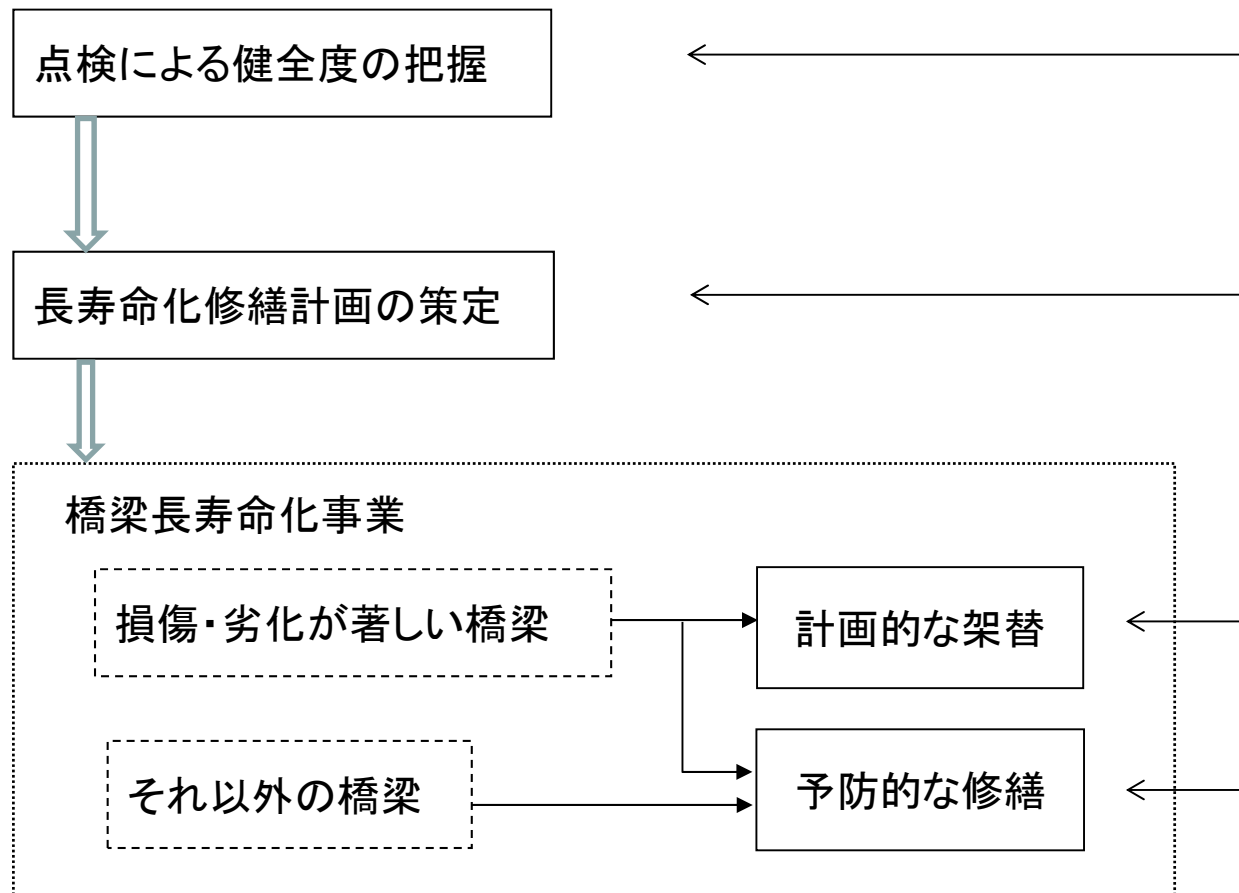 点検による健全度の把握
長寿命化修繕計画の策定
橋梁長寿命化事業
損傷・劣化が著しい橋梁
計画的な架替
それ以外の橋梁
予防的な修繕